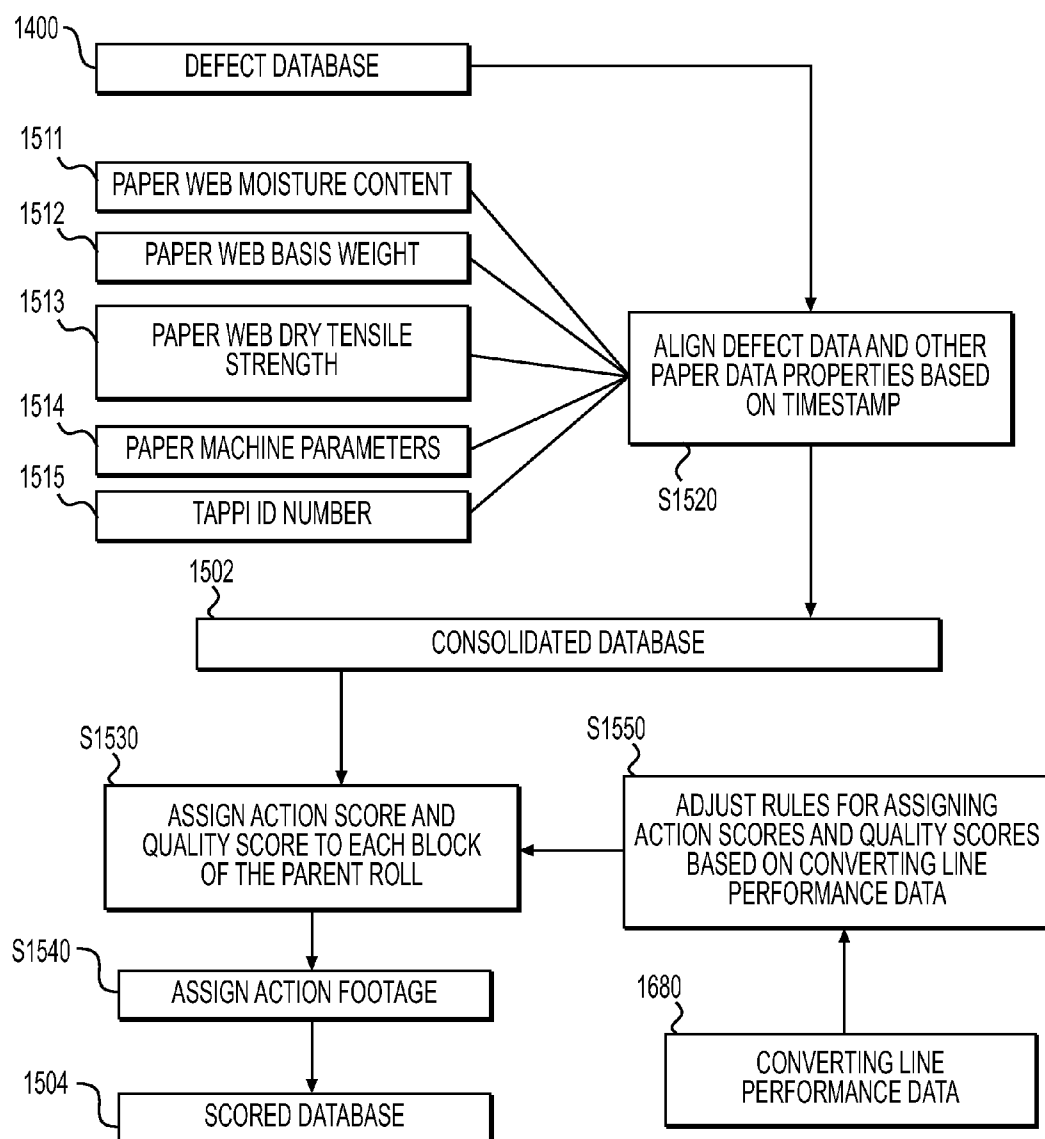 1400
DEFECT DATABASE
1511
PAPER WEB MOISTURE CONTENT
1512
PAPER WEB BASIS WEIGHT
1513
PAPER WEB DRY TENSILE
STRENGTH
1514
PAPER MACHINE PARAMETERS
1515
TAPPI ID NUMBER
ALIGN DEFECT DATA AND OTHER
PAPER DATA PROPERTIES BASED
ON TIMESTAMP
S1520
1502
CONSOLIDATED DATABASE
S1530
ASSIGN ACTION SCORE AND
QUALITY SCORE TO EACH BLOCK
OF THE PARENT ROLL
S1550
ADJUST RULES FOR ASSIGNING
ACTION SCORES AND QUALITY SCORES
BASED ON CONVERTING LINE
PERFORMANCE DATA
S1540
ASSIGN ACTION FOOTAGE
1680
CONVERTING LINE
PERFORMANCE DATA
1504
SCORED DATABASE